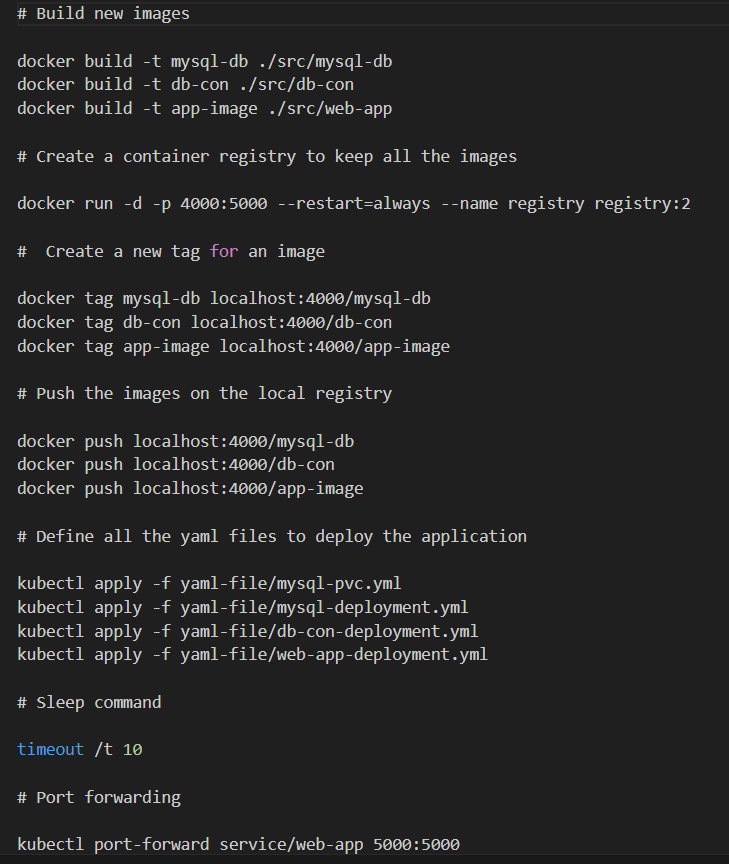 # Build new images
docker build -t mysql-db ./src/mysql-db
docker build -t db-con ./src/db-con
docker build -t app-image ./src/web-app
# Create a container registry to keep all the images
docker run -d -p 4000:5000 --restart=always --name registry registry:2
#  Create a new tag for an image
docker tag mysql-db localhost:4000/mysql-db
docker tag db-con localhost:4000/db-con
docker tag app-image localhost:4000/app-image
# Push the images on the local registry
docker push localhost:4000/mysql-db
docker push localhost:4000/db-con
docker push localhost:4000/app-image
# Define all the yaml files to deploy the application
kubectl apply -f yaml-file/mysql-pvc.yml
kubectl apply -f yaml-file/mysql-deployment.yml
kubectl apply -f yaml-file/db-con-deployment.yml
kubectl apply -f yaml-file/web-app-deployment.yml
# Sleep command
timeout /t 10
# Port forwarding
kubectl port-forward service/web-app 5000:5000